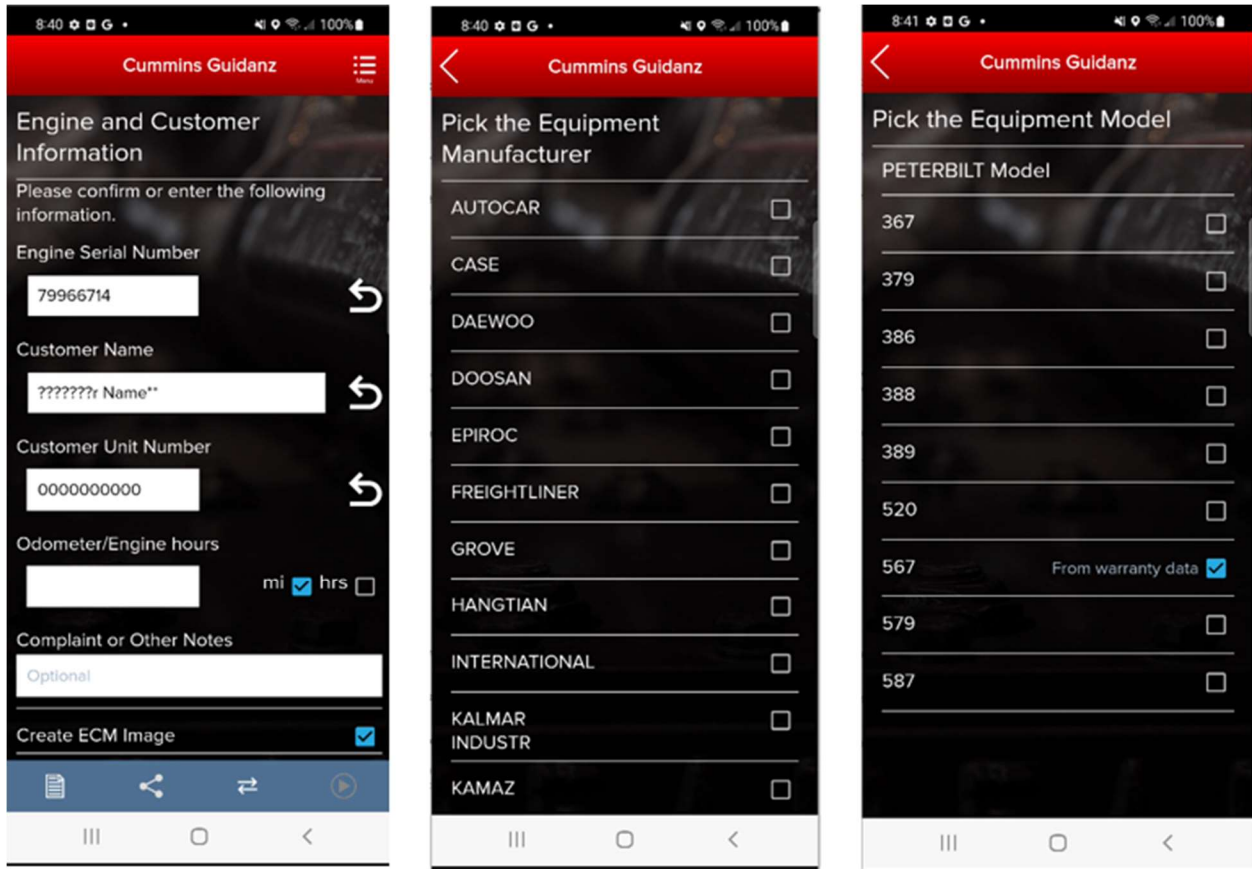 8:40 G •
100%
Cummins Guidanz
Menu
Engine and Customer
Information
Please confirm or enter the following
information.
Engine Serial Number
79966714
Customer Name
???????r Name**
Customer Unit Number
0000000000
Odometer/Engine hours
mi hrs
Complaint or Other Notes
Optional
Create ECM Image
8:40 G •
100%
Cummins Guidanz
Pick the Equipment
Manufacturer
AUTOCAR
CASE
DAEWOO
DOOSAN
EPIROC
FREIGHTLINER
GROVE
HANGTIAN
INTERNATIONAL
KALMAR
INDUSTR
KAMAZ
8:41 G •
100%
Cummins Guidanz
Pick the Equipment Model
PETERBILT Model
367
379
386
388
389
520
567 From warranty data
579
587